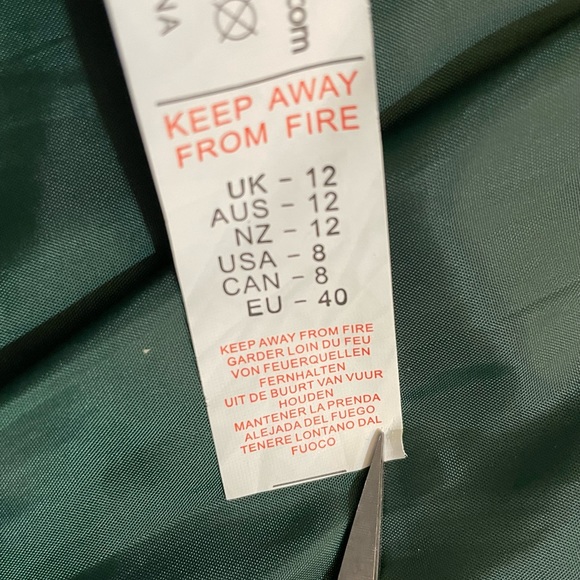 NA
.com
KEEP AWAY
FROM FIRE
UK - 12
AUS - 12
NZ - 12
USA - 8
CAN - 8
EU - 40
KEEP AWAY FROM FIRE
GARDER LOIN DU FEU
VON FEUERQUELLEN
FERNHALTEN
UIT DE BUURT VAN VUUR
HOUDEN
MANTENER LA PRENDA
ALEJADA DEL FUEGO
TENERE LONTANO DAL
FUOCO